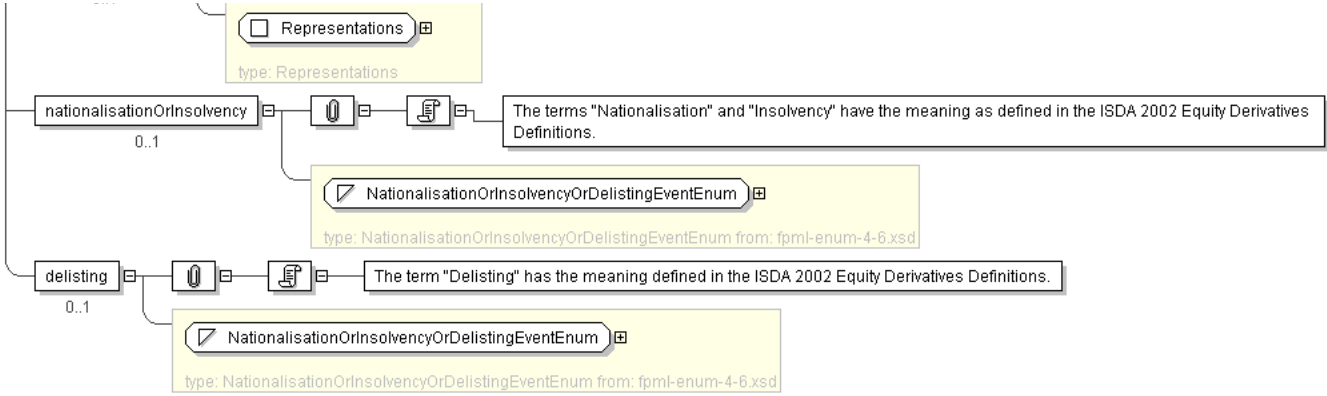 Representations
type: Representations
nationalisationOrInsolvency
0..1
The terms "Nationalisation" and "Insolvency" have the meaning as defined in the ISDA 2002 Equity Derivatives
Definitions.
NationalisationOrInsolvencyOrDelistingEventEnum
type: NationalisationOrInsolvencyOrDelistingEventEnum from: fpml-enum-4-6.xsd
delisting
0..1
The term "Delisting" has the meaning defined in the ISDA 2002 Equity Derivatives Definitions.
NationalisationOrInsolvencyOrDelistingEventEnum
type: NationalisationOrInsolvencyOrDelistingEventEnum from: fpml-enum-4-6.xsd